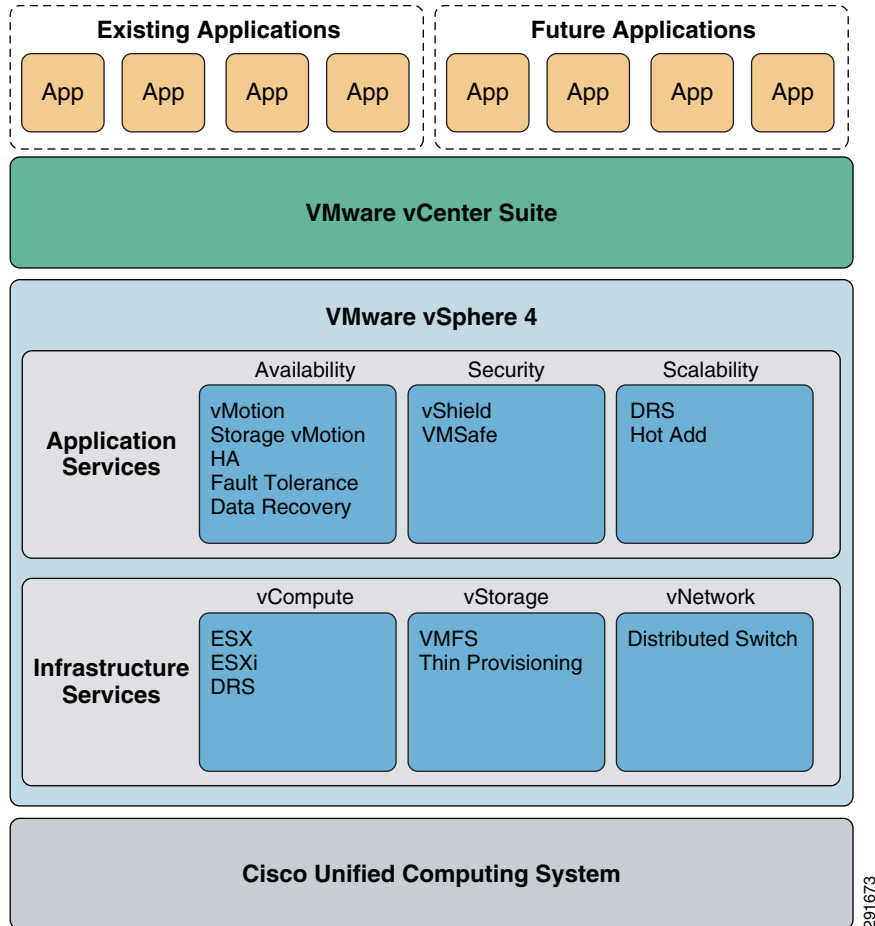 Existing Applications
App App App App
Future Applications
App App App App
VMware vCenter Suite
VMware vSphere 4
Application
Services
Availability
vMotion
Storage vMotion
HA
Fault Tolerance
Data Recovery
Security
vShield
VMSafe
Scalability
DRS
Hot Add
Infrastructure
Services
vCompute
ESX
ESXi
DRS
vStorage
VMFS
Thin Provisioning
vNetwork
Distributed Switch
Cisco Unified Computing System
291673